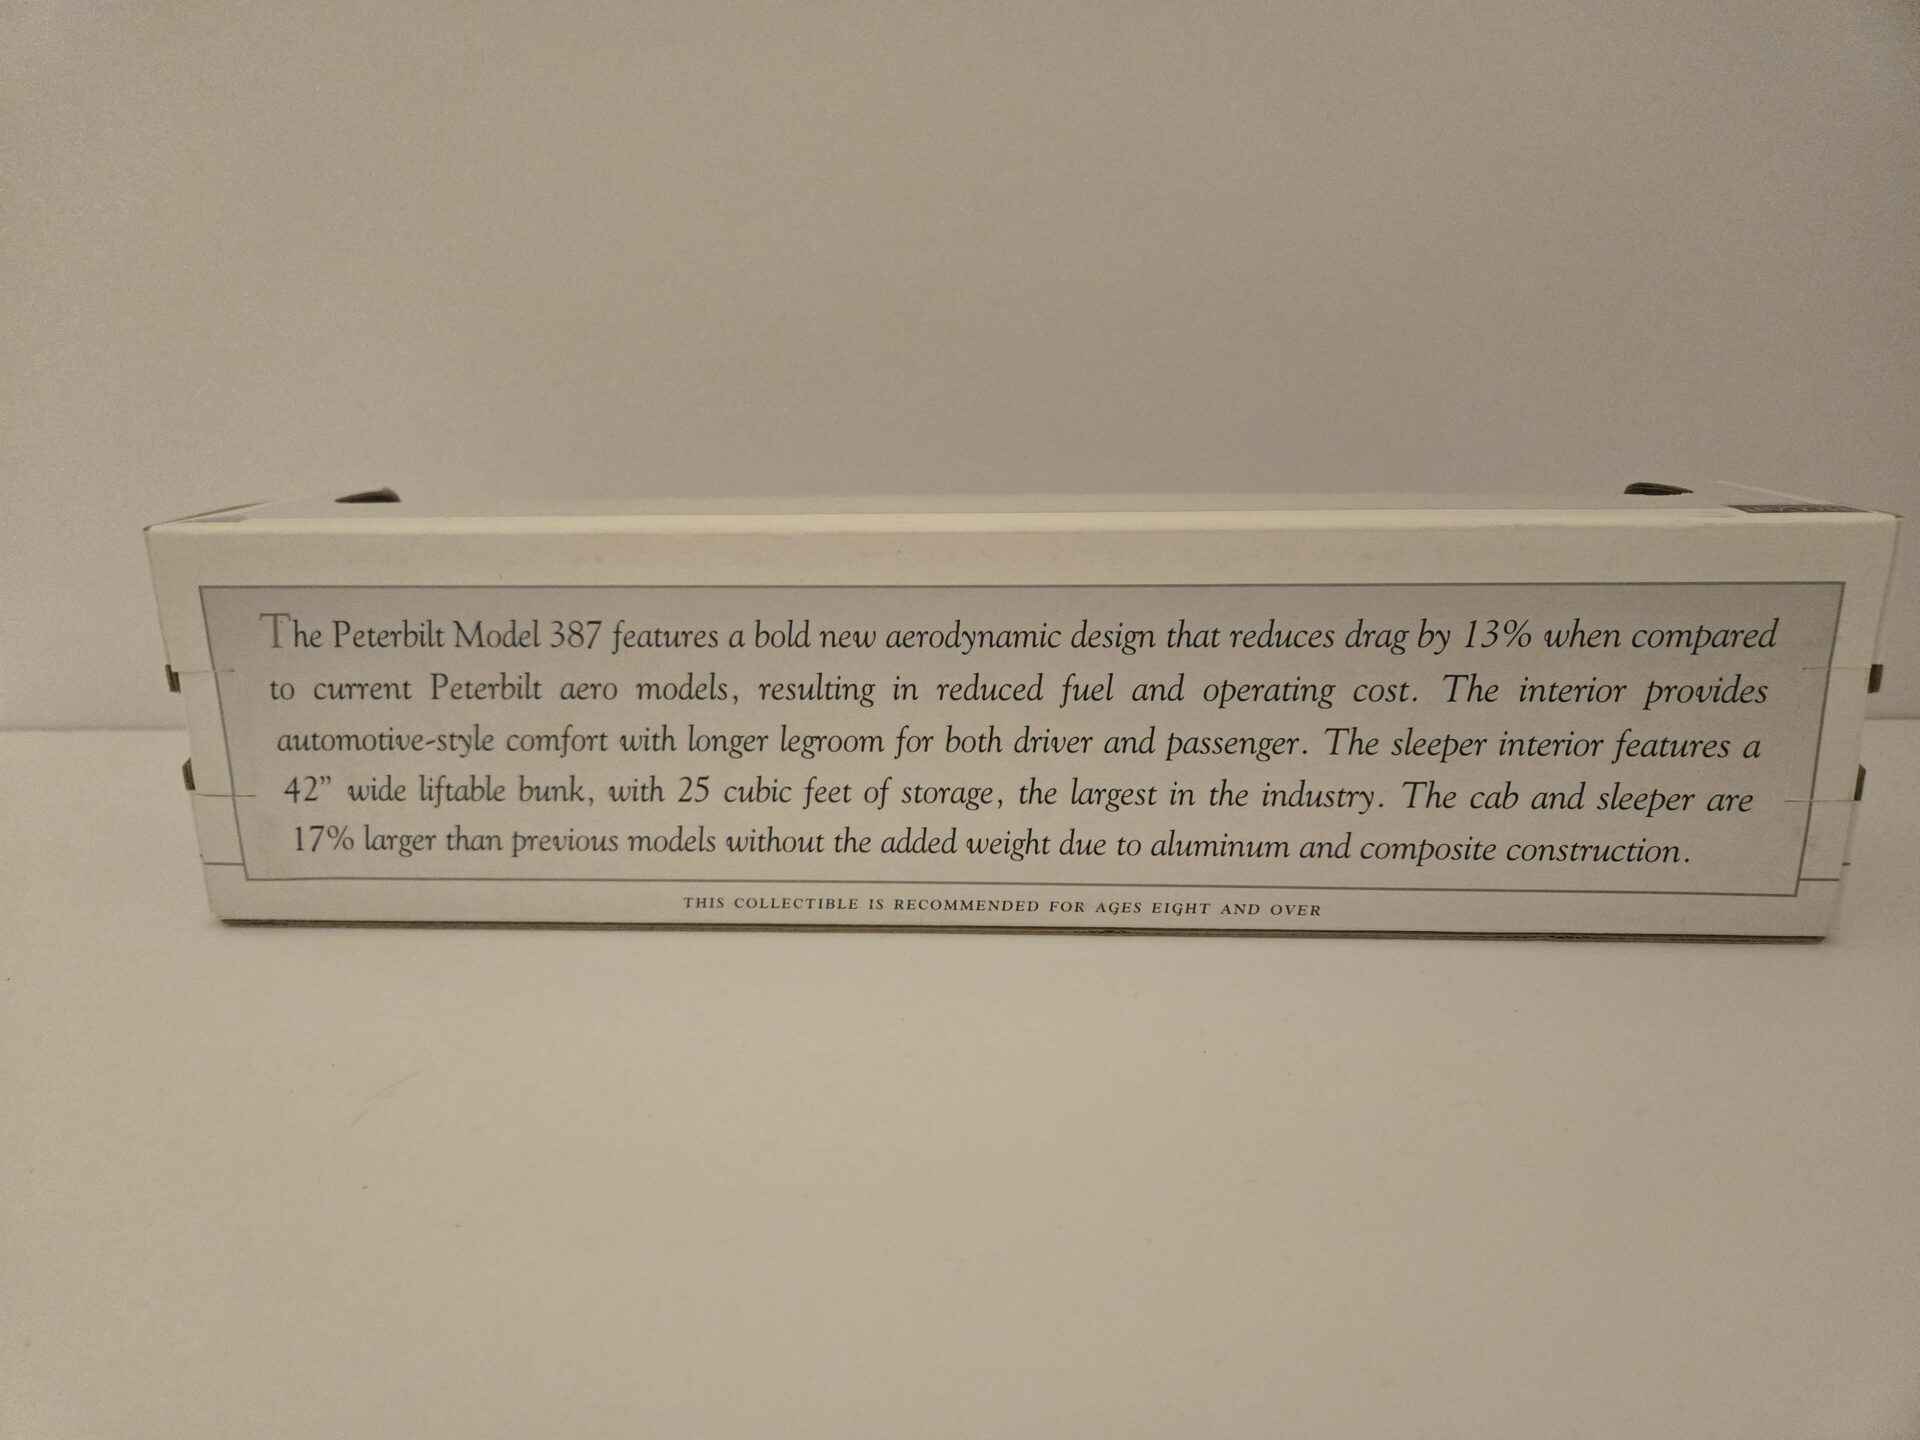 The Peterbilt Model 387 features a bold new aerodynamic design that reduces drag by 13% when compared
to current Peterbilt aero models, resulting in reduced fuel and operating cost. The interior provides
automotive-style comfort with longer legroom for both driver and passenger. The sleeper interior features a
42” wide liftable bunk, with 25 cubic feet of storage, the largest in the industry. The cab and sleeper are
17% larger than previous models without the added weight due to aluminum and composite construction.
THIS COLLECTIBLE IS RECOMMENDED FOR AGES EIGHT AND OVER